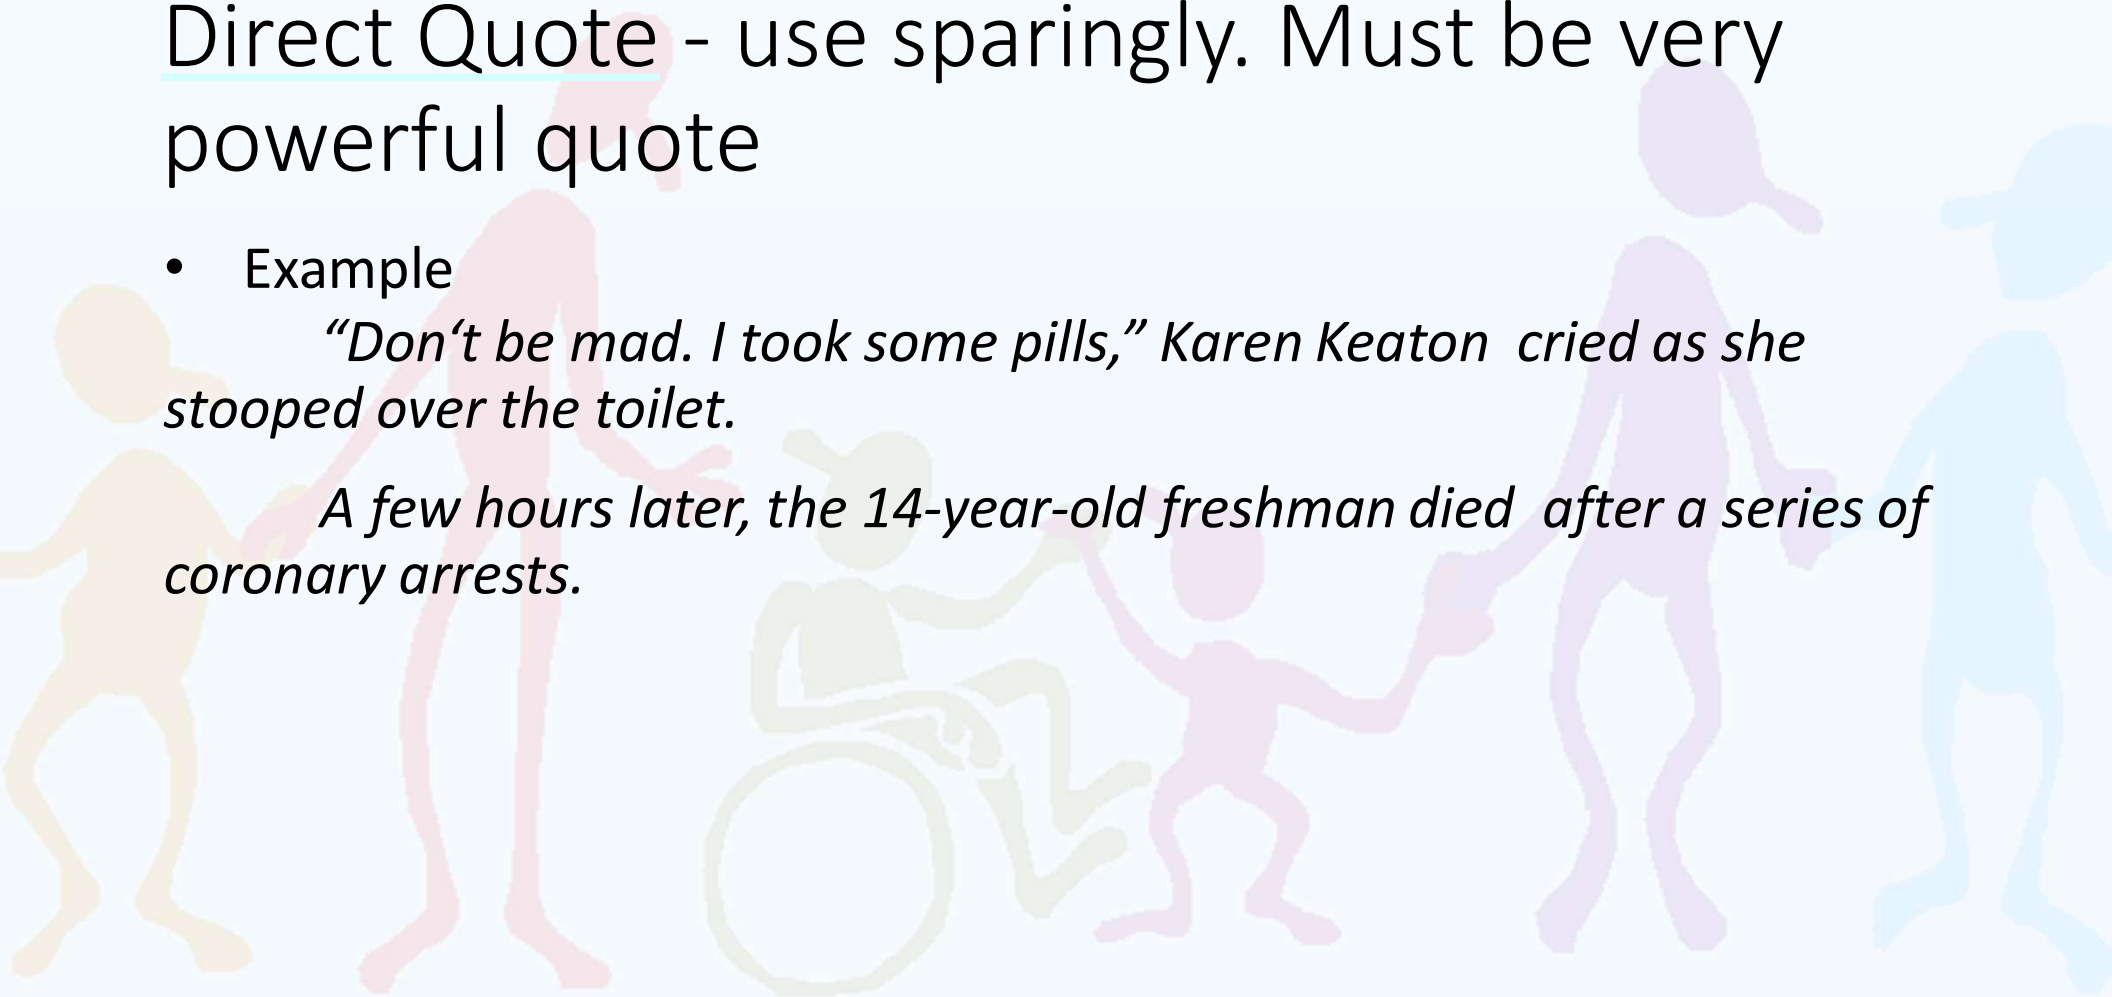 Direct Quote - use sparingly. Must be very
powerful quote
• Example
“Don‘t be mad. I took some pills,” Karen Keaton  cried as she
stooped over the toilet.
A few hours later, the 14-year-old freshman died  after a series of
coronary arrests.